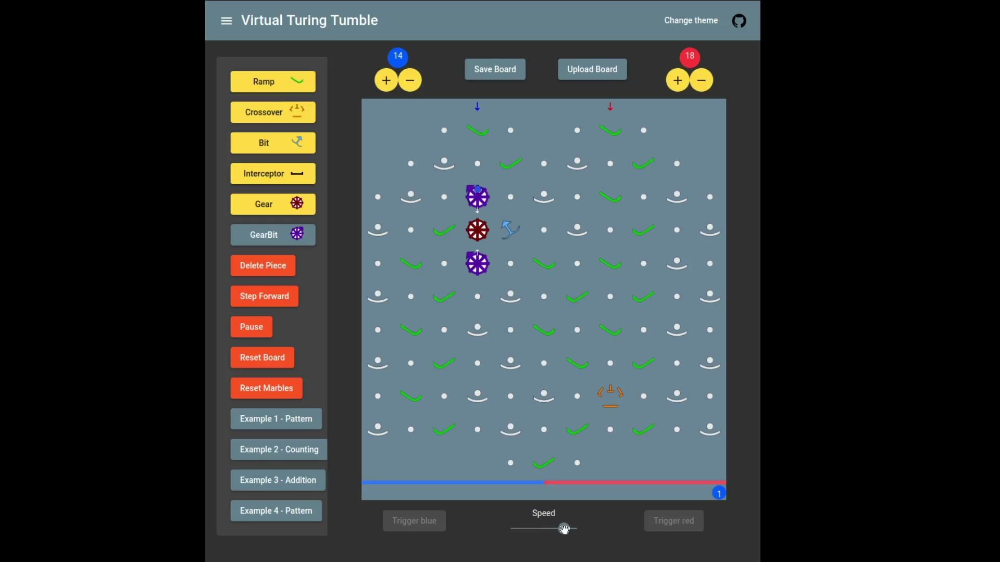 Virtual Turing Tumble
Change theme
14
18
+ −
Save Board
Upload Board
+ −
Ramp
Crossover
Bit
Interceptor
Gear
GearBit
Delete Piece
Step Forward
Pause
Reset Board
Reset Marbles
Example 1 - Pattern
Example 2 - Counting
Example 3 - Addition
Example 4 - Pattern
1
Trigger blue
Speed
Trigger red